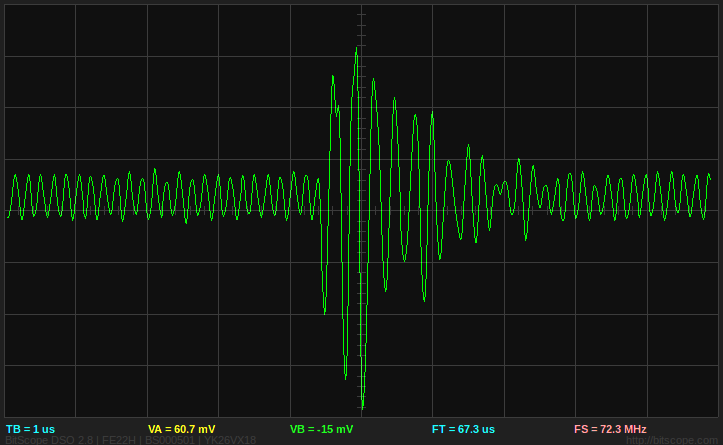 TB = 1 us VA = 60.7 mV VB = -15 mV FT = 67.3 us FS = 72.3 MHz
BitScope DSO 2.8 | FE22H | BS000501 | YK26VX18 http://bitscope.com